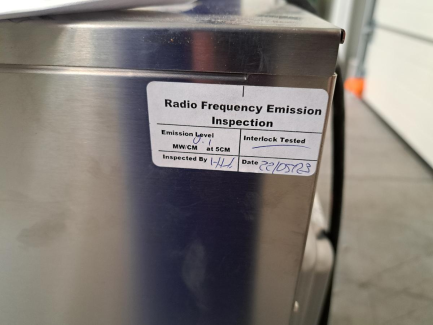 Radio Frequency Emission
Inspection
Emission Level
0.1
MW/CM at 5CM
Interlock Tested
Inspected By
Date 22/05/23